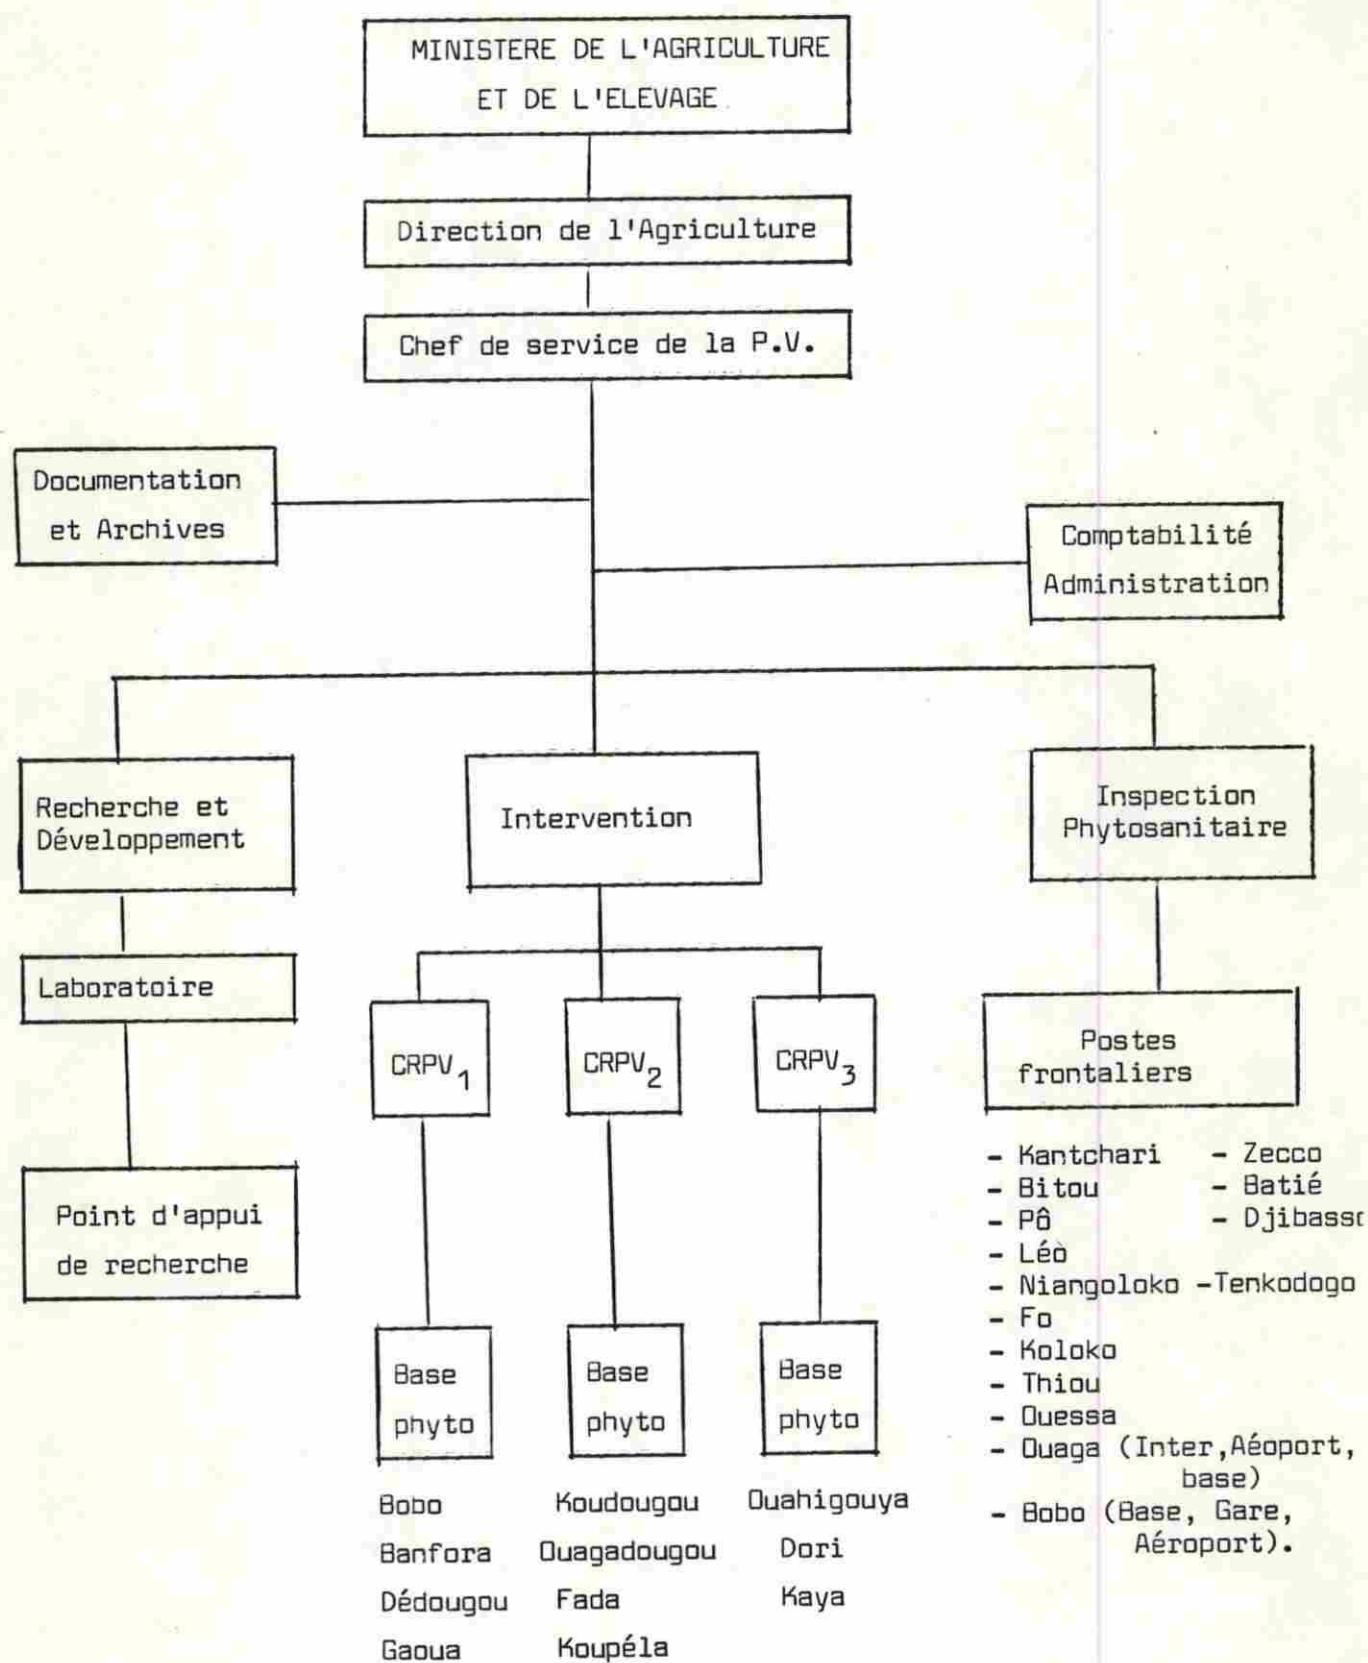 MINISTERE DE L'AGRICULTURE
ET DE L'ELEVAGE
Direction de l'Agriculture
Chef de service de la P.V.
Documentation
et Archives
Comptabilité
Administration
Recherche et
Développement
Intervention
Inspection
Phytosanitaire
Laboratoire
CRPV1
CRPV2
CRPV3
Postes
frontaliers
Point d'appui
de recherche
Base
phyto
Base
phyto
Base
phyto
Bobo
Banfora
Dédougou
Gaoua
Koudougou
Ouagadougou
Fada
Koupéla
Ouahigouya
Dori
Kaya
- Kantchari - Zecco
- Bitou - Batié
- Pô - Djibasso
- Léo
- Niangoloko -Tenkodogo
- Fo
- Koloko
- Thiou
- Ouessa
- Ouaga (Inter,Aéoport,
base)
- Bobo (Base, Gare,
Aéroport).